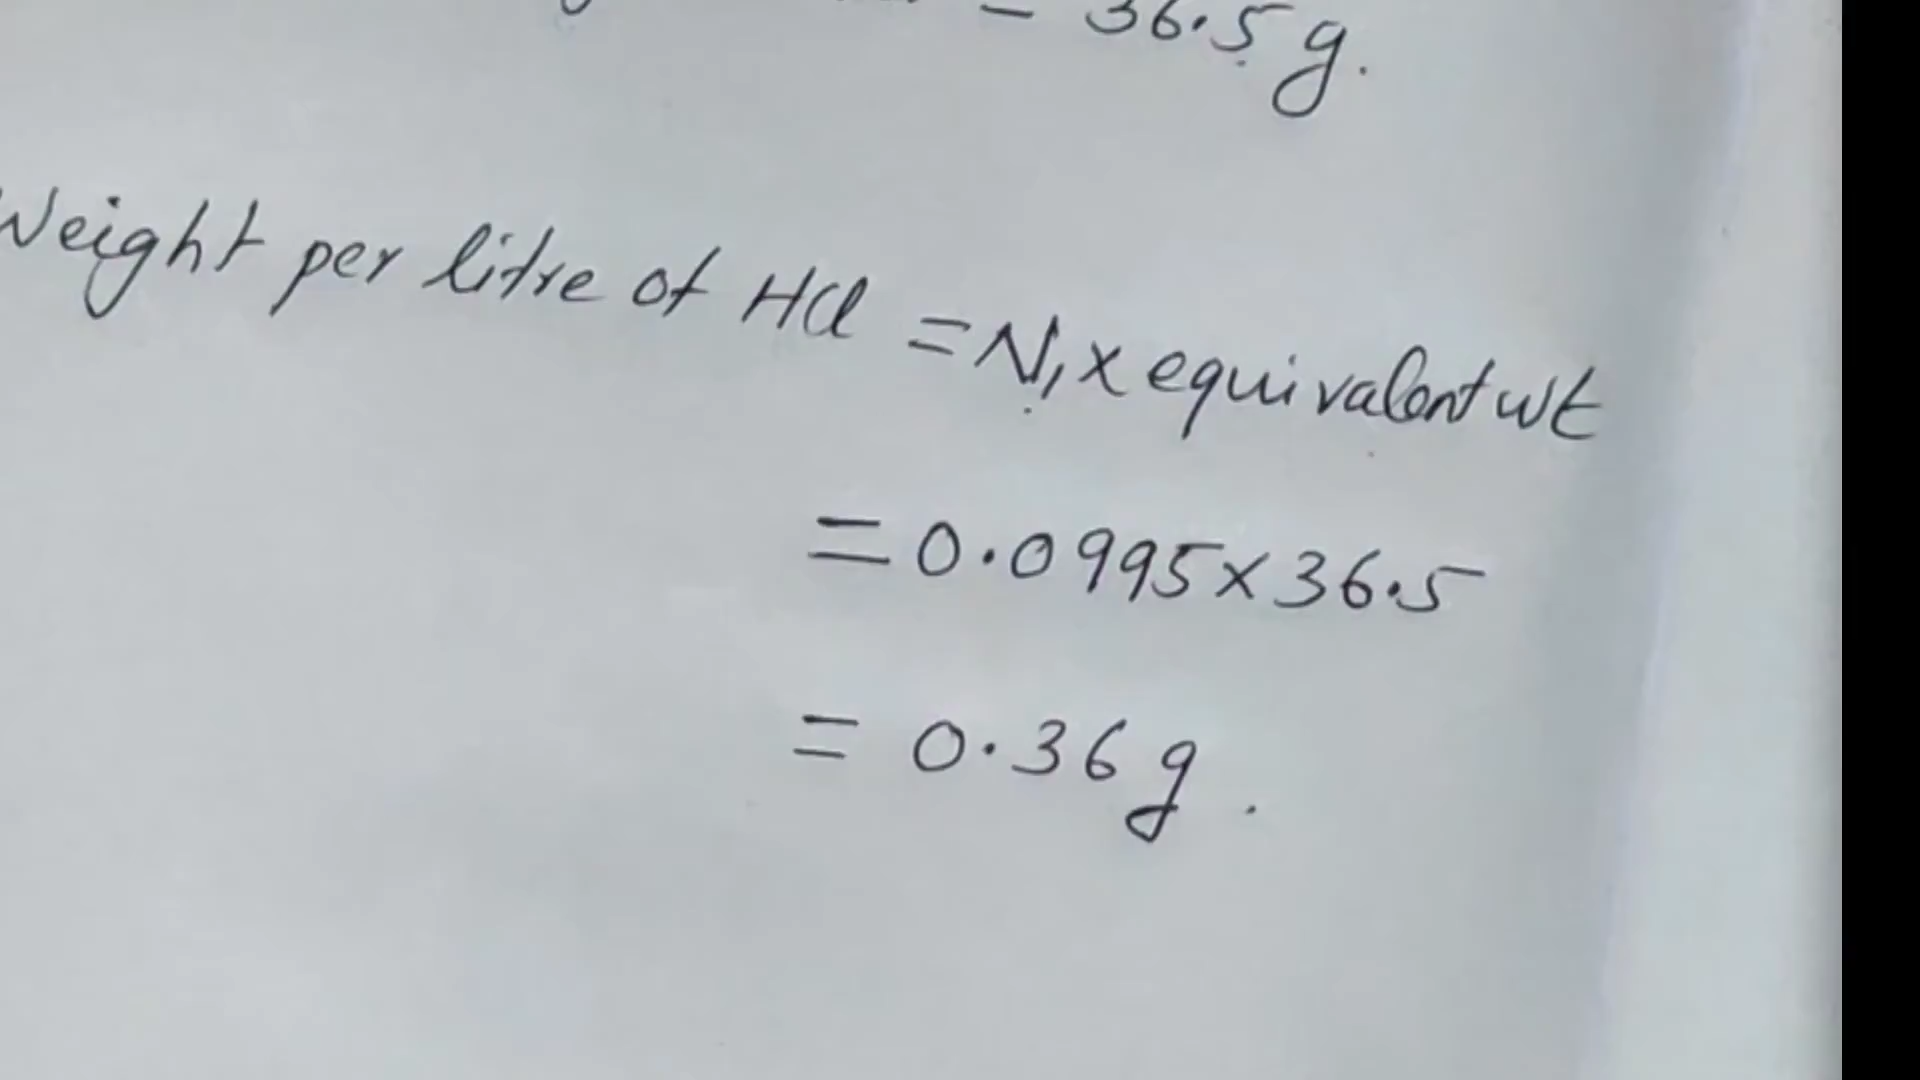 = 36.5 g.
Weight per litre of HCl = N₁ x equivalent wt
= 0.0995 x 36.5
= 0.36 g.